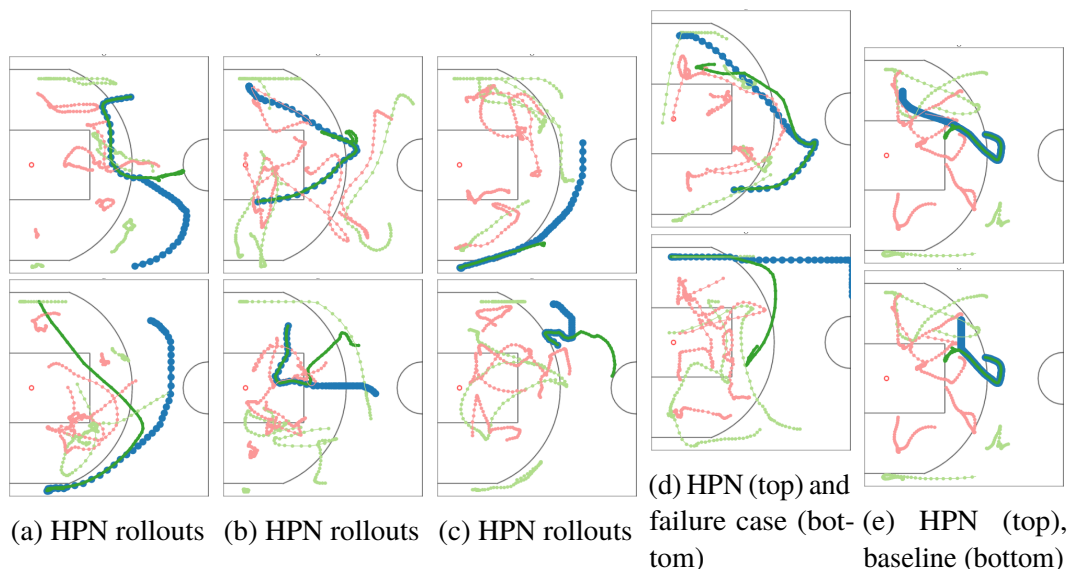 (a) HPN rollouts
(b) HPN rollouts
(c) HPN rollouts
(d) HPN (top) and
failure case (bot-
tom)
(e) HPN (top),
baseline (bottom)